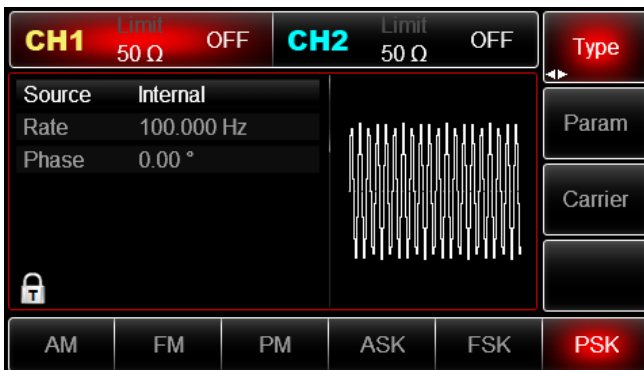 CH1 Limit 50 Ω OFF
CH2 Limit 50 Ω OFF
Type
Source Internal
Rate 100.000 Hz
Phase 0.00 °
Param
Carrier
T
AM FM PM ASK FSK PSK